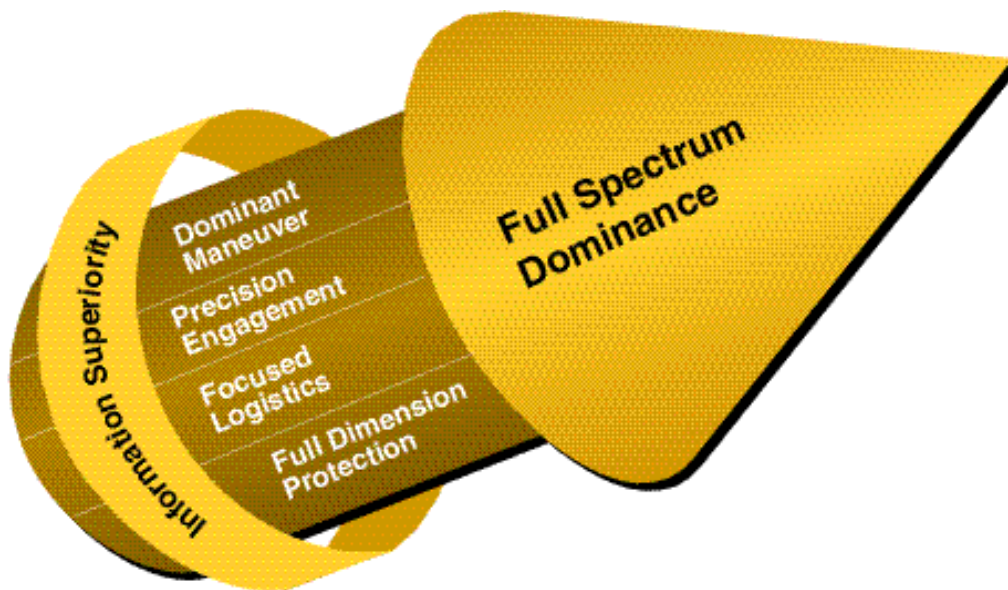 Information Superiority
Dominant
Maneuver
Precision
Engagement
Focused
Logistics
Full Dimension
Protection
Full Spectrum
Dominance